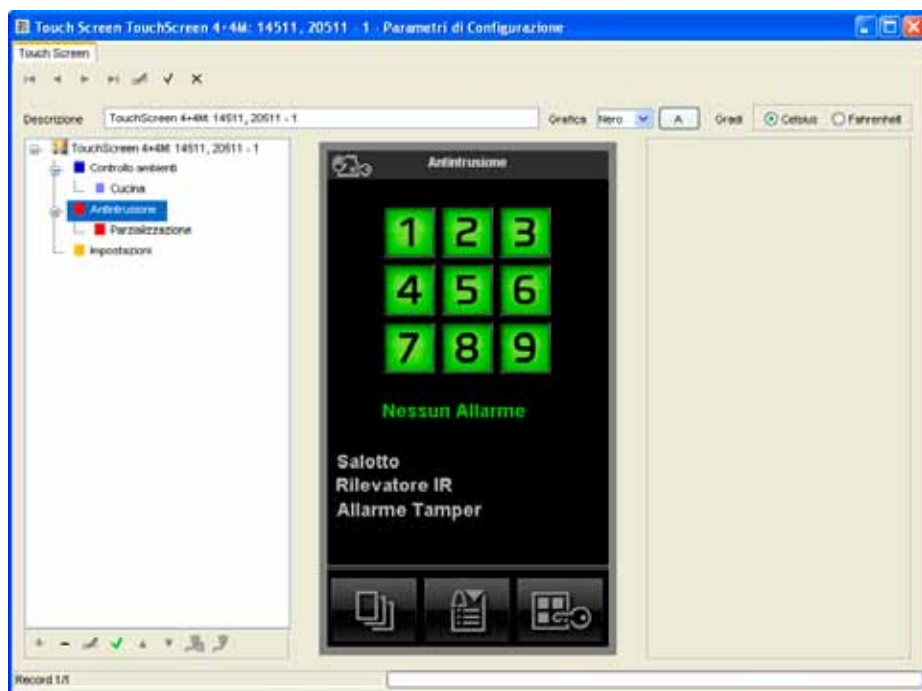 Touch Screen TouchScreen 4+4M: 14511, 20511 - 1 - Parametri di Configurazione
Touch Screen
Descrizione TouchScreen 4+4M: 14511, 20511 - 1 Grafica Nero A Gradi Celsius Fahrenheit
TouchScreen 4+4M: 14511, 20511 - 1
Controllo ambienti
Cucina
Antintrusione
Parzializzazione
Impostazioni
Antintrusione
1 2 3
4 5 6
7 8 9
Nessun Allarme
Salotto
Rilevatore IR
Allarme Tamper
Record 1/1